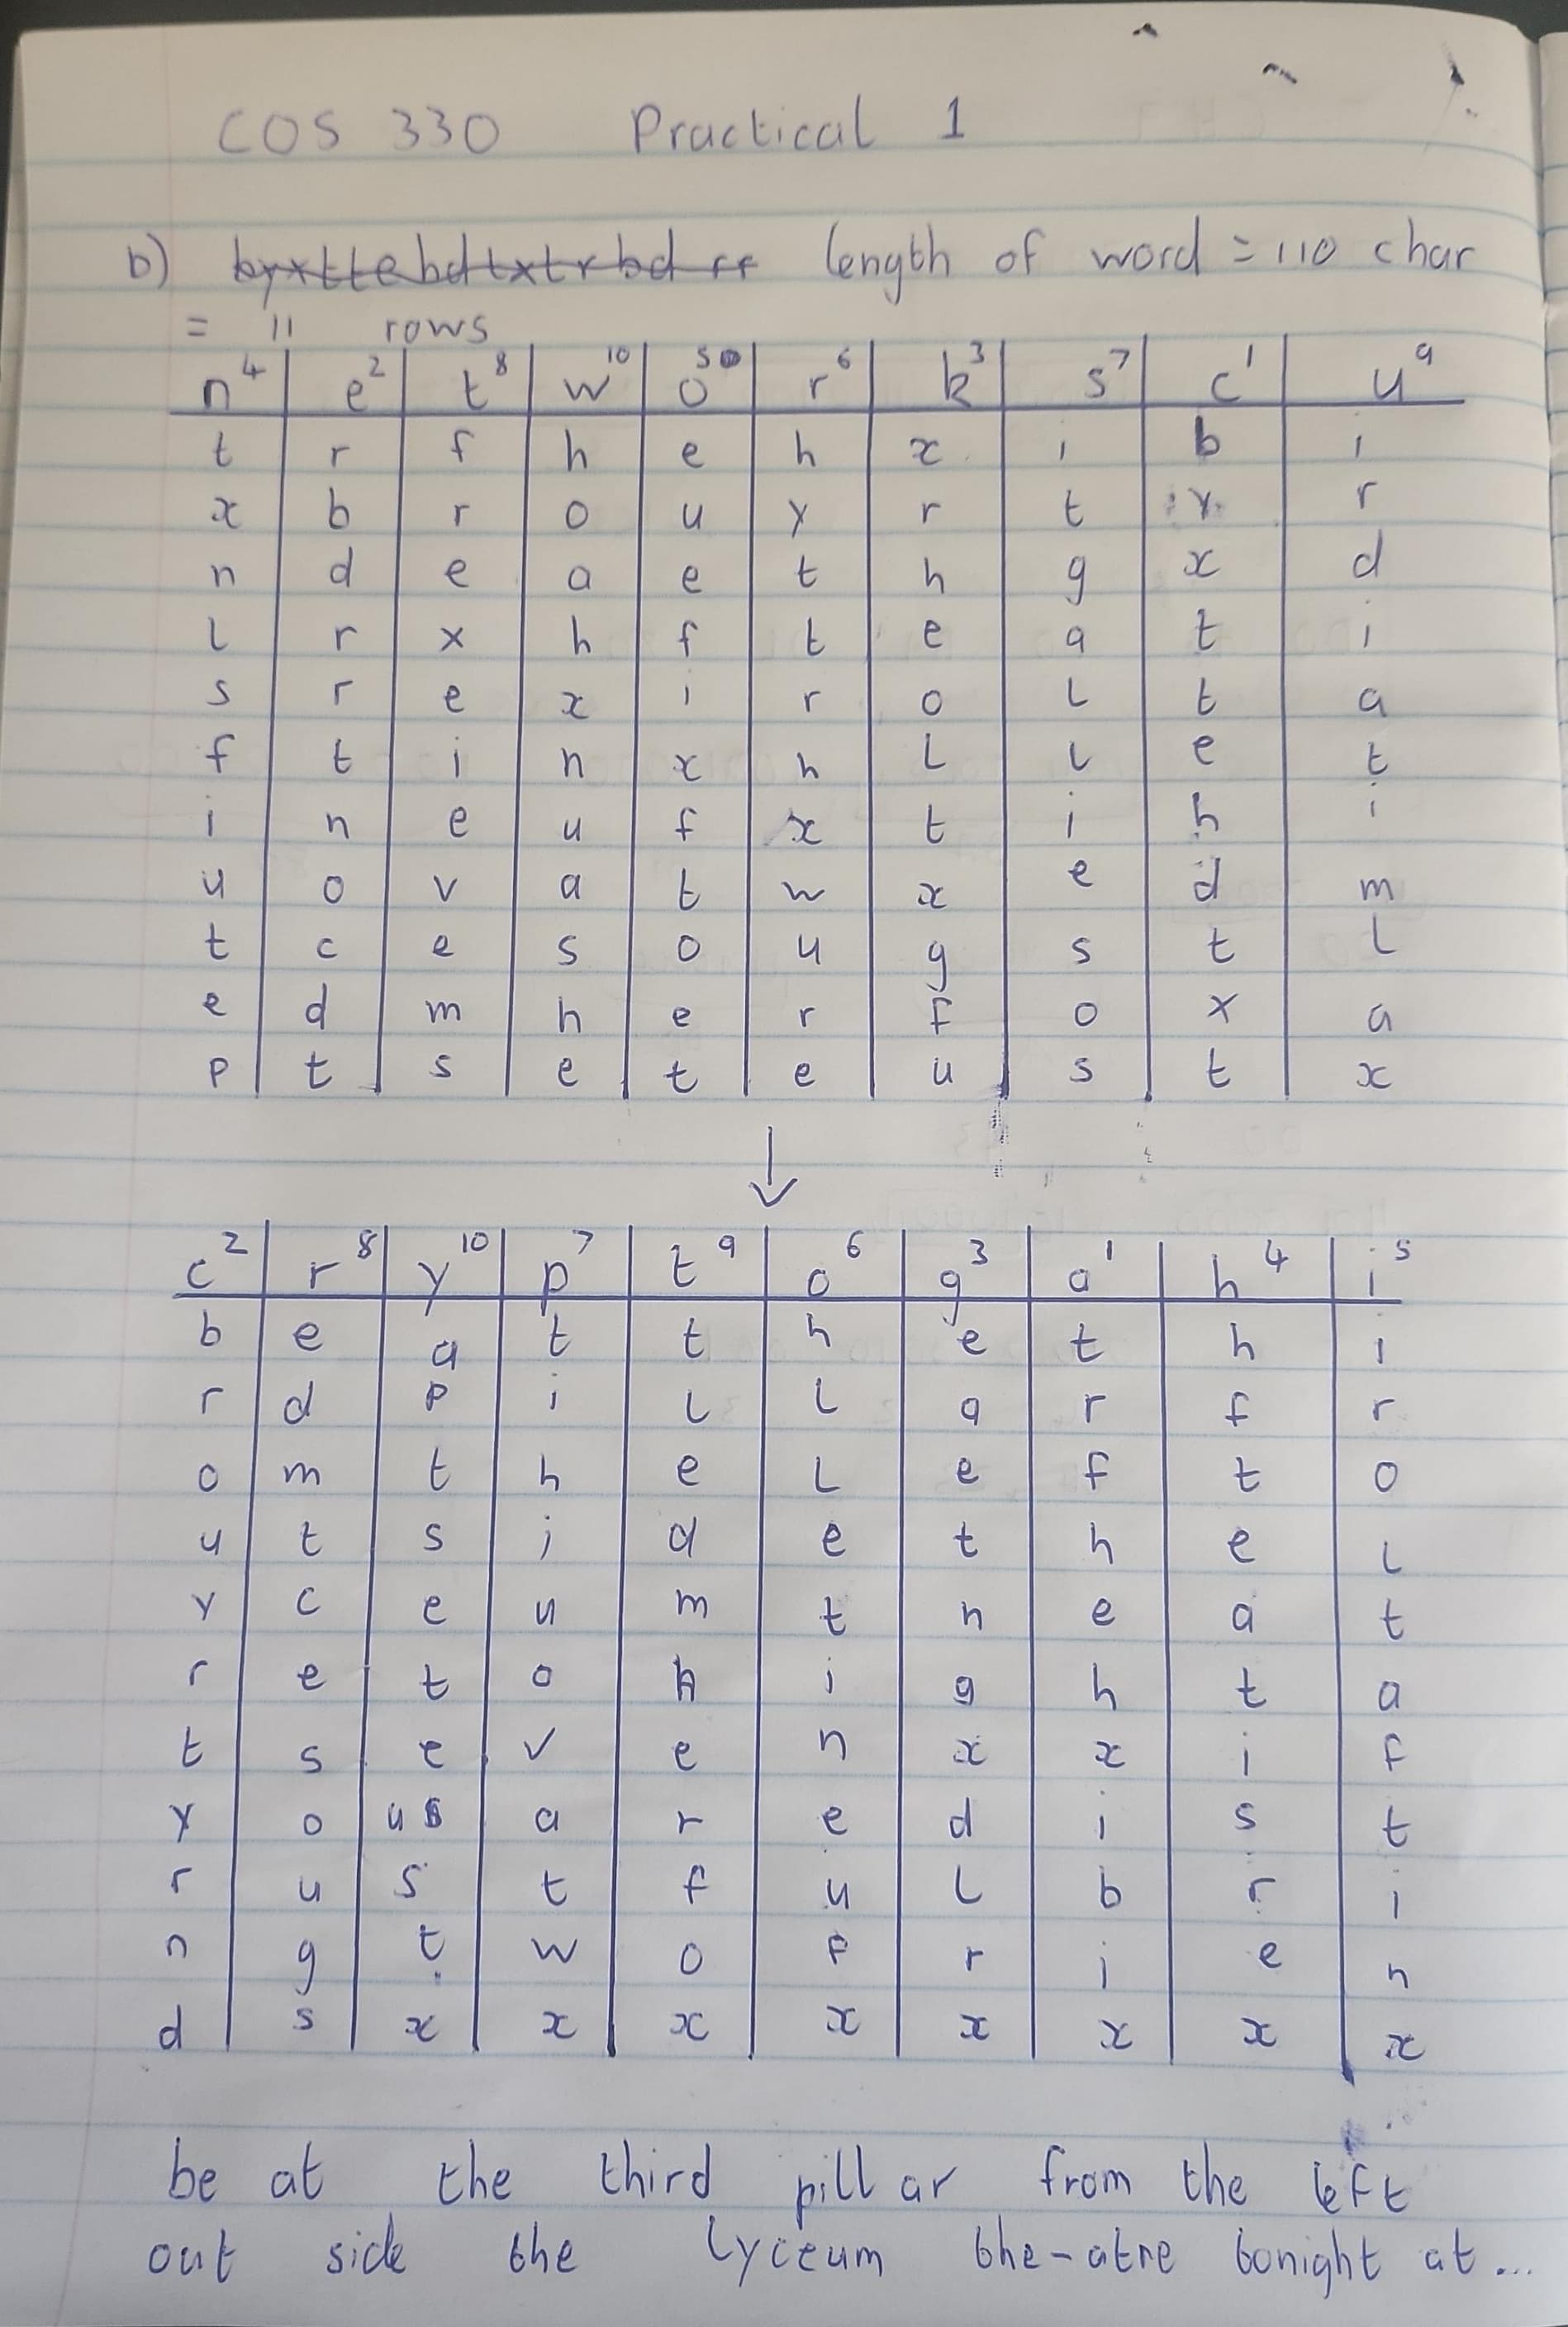 COS 330 Practical 1
b) byxttehdtxtrbd rr length of word = 110 char
= 11 rows
n4 e2 t8 w10 o5 r6 k3 s7 c1 u9
t r f h e h x i b i
x b r o u y r t y r
n d e a e t h g x d
l r x h f t e a t i
s r e x i r o l t a
f t i n x h l l e t
i n e u f x t i h i
u o v a t w x e d m
t c e s o u g s t l
e d m h e r f o x a
p t s e t e u s t x
↓
c2 r8 y10 p7 t9 o6 g3 a1 h4 i5
b e a t t h e t h i
r d p i l l a r f r
o m t h e l e f t o
u t s i d e t h e l
y c e u m t h e a t
r e t o n i g h t a
t s e v e n x x i f
y o u a r e d i s t
r u s t f u l b r i
n g t w o f r i e n
d s x x x x x x x x
be at the third pillar from the left
out side the lyceum the-atre tonight at...